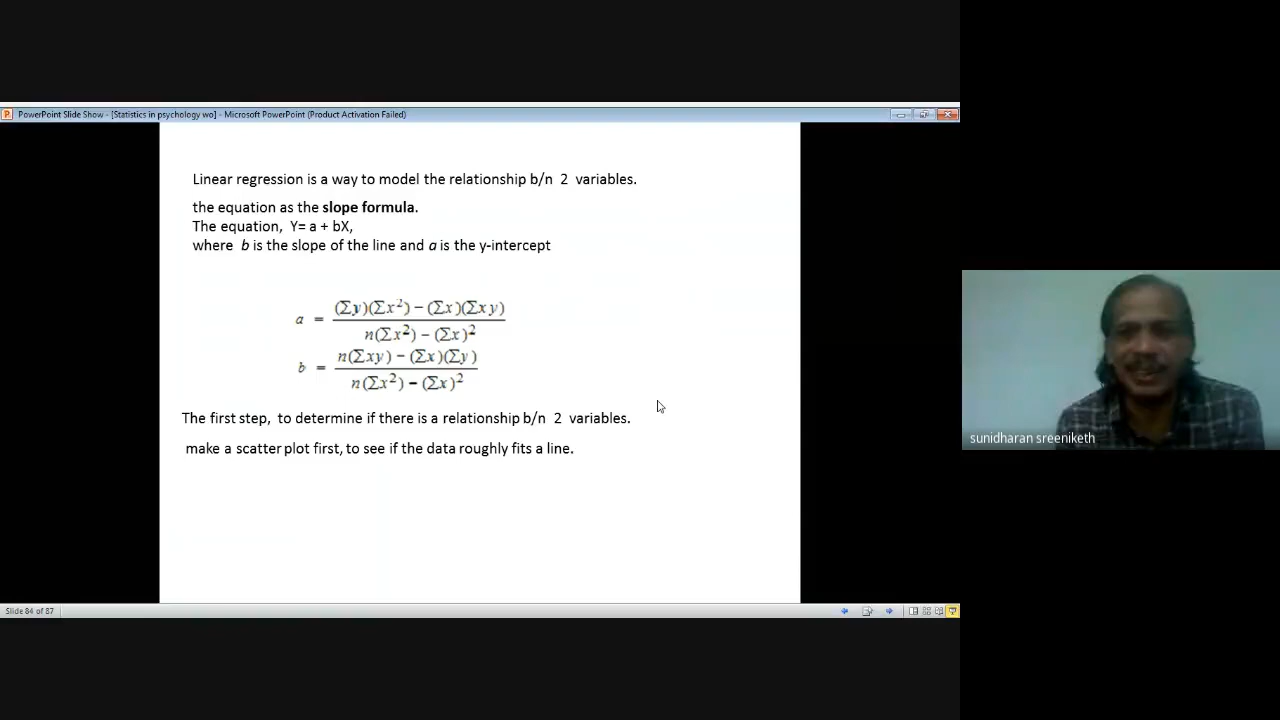 PowerPoint Slide Show - [Statistics in psychology wo] - Microsoft PowerPoint (Product Activation Failed)
Linear regression is a way to model the relationship b/n 2 variables.
the equation as the slope formula.
The equation, Y= a + bX,
where b is the slope of the line and a is the y-intercept
a = (Σy)(Σx²) − (Σx)(Σxy) / n(Σx²) − (Σx)²
b = n(Σxy) − (Σx)(Σy) / n(Σx²) − (Σx)²
The first step, to determine if there is a relationship b/n 2 variables.
make a scatter plot first, to see if the data roughly fits a line.
sunidharan sreeniketh
Slide 84 of 87